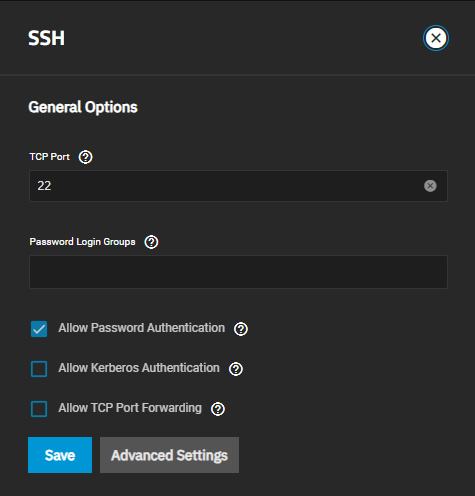 SSH
General Options
TCP Port
22
Password Login Groups
Allow Password Authentication
Allow Kerberos Authentication
Allow TCP Port Forwarding
Save Advanced Settings